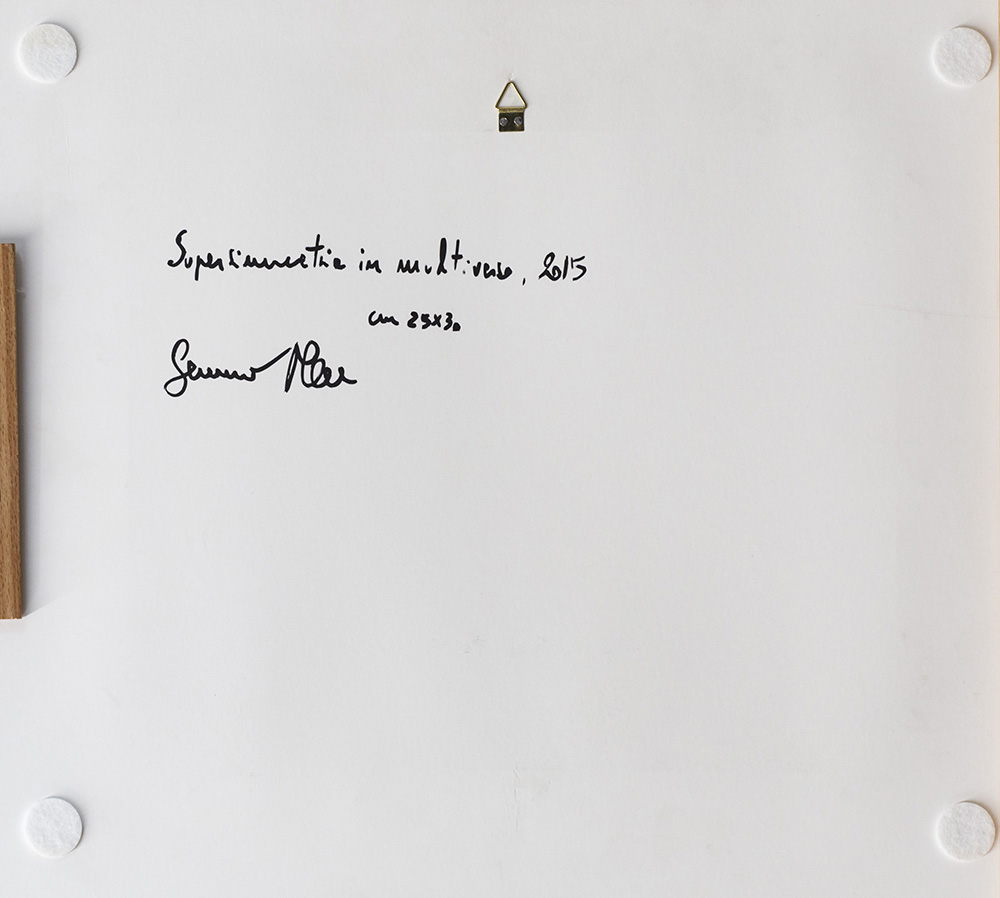 Supersimmetria in multiverso, 2015
cm 25x30